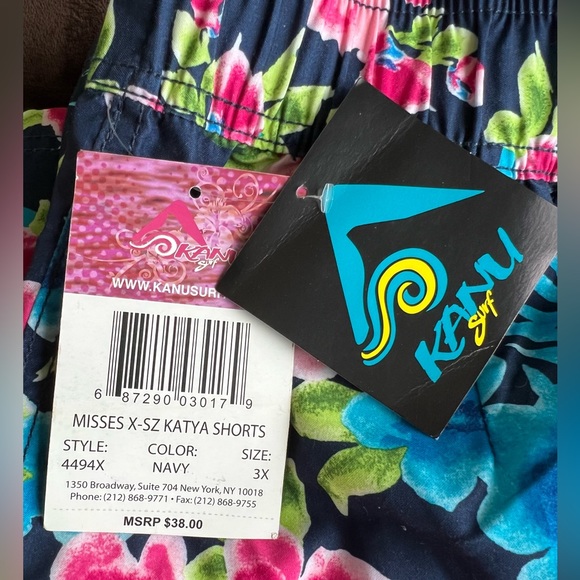 KANU
Surf
WWW.KANUSURF
6 87290 03017 9
MISSES X-SZ KATYA SHORTS
STYLE: COLOR: SIZE:
4494X NAVY 3X
1350 Broadway, Suite 704 New York, NY 10018
Phone: (212) 868-9771 • Fax: (212) 868-9755
MSRP $38.00
KANU
Surf